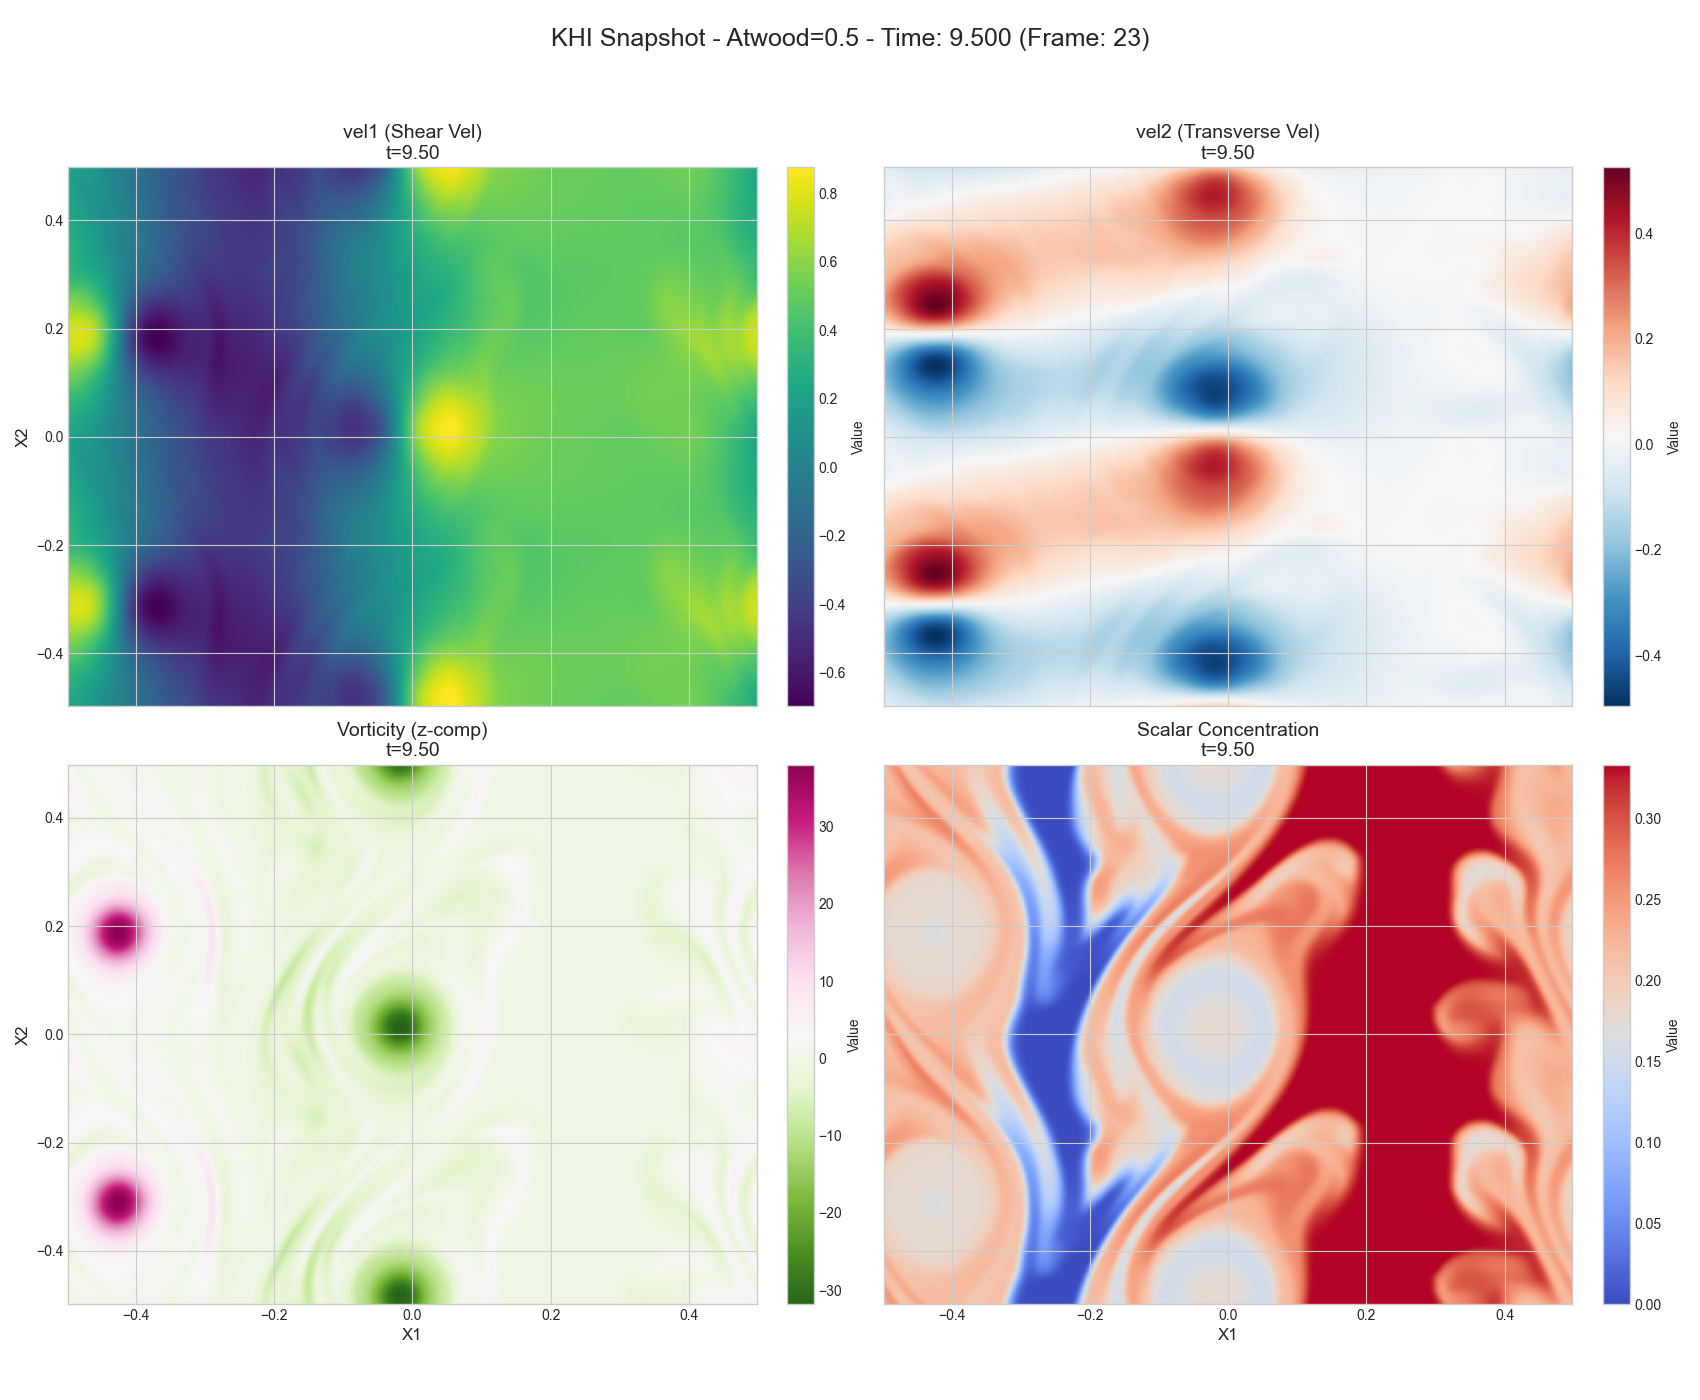 KHI Snapshot - Atwood=0.5 - Time: 9.500 (Frame: 23)
vel1 (Shear Vel)
t=9.50
vel2 (Transverse Vel)
t=9.50
X2
0.4
0.2
0.0
−0.2
−0.4
0.8
0.6
0.4
0.2
0.0
−0.2
−0.4
−0.6
Value
0.4
0.2
0.0
−0.2
−0.4
Value
Vorticity (z-comp)
t=9.50
Scalar Concentration
t=9.50
X2
0.4
0.2
0.0
−0.2
−0.4
−0.4
−0.2
0.0
0.2
0.4
X1
30
20
10
0
−10
−20
−30
Value
−0.4
−0.2
0.0
0.2
0.4
X1
0.30
0.25
0.20
0.15
0.10
0.05
0.00
Value